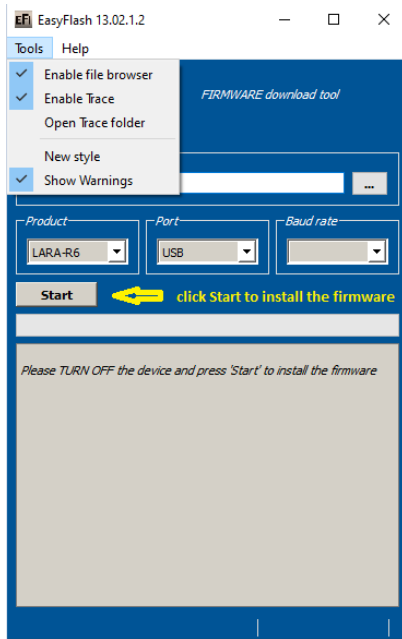 EFi EasyFlash 13.02.1.2
Tools Help
Enable file browser
Enable Trace
Open Trace folder
New style
Show Warnings
FIRMWARE download tool
...
Product Port Baud rate
LARA-R6 USB
Start click Start to install the firmware
Please TURN OFF the device and press 'Start' to install the firmware